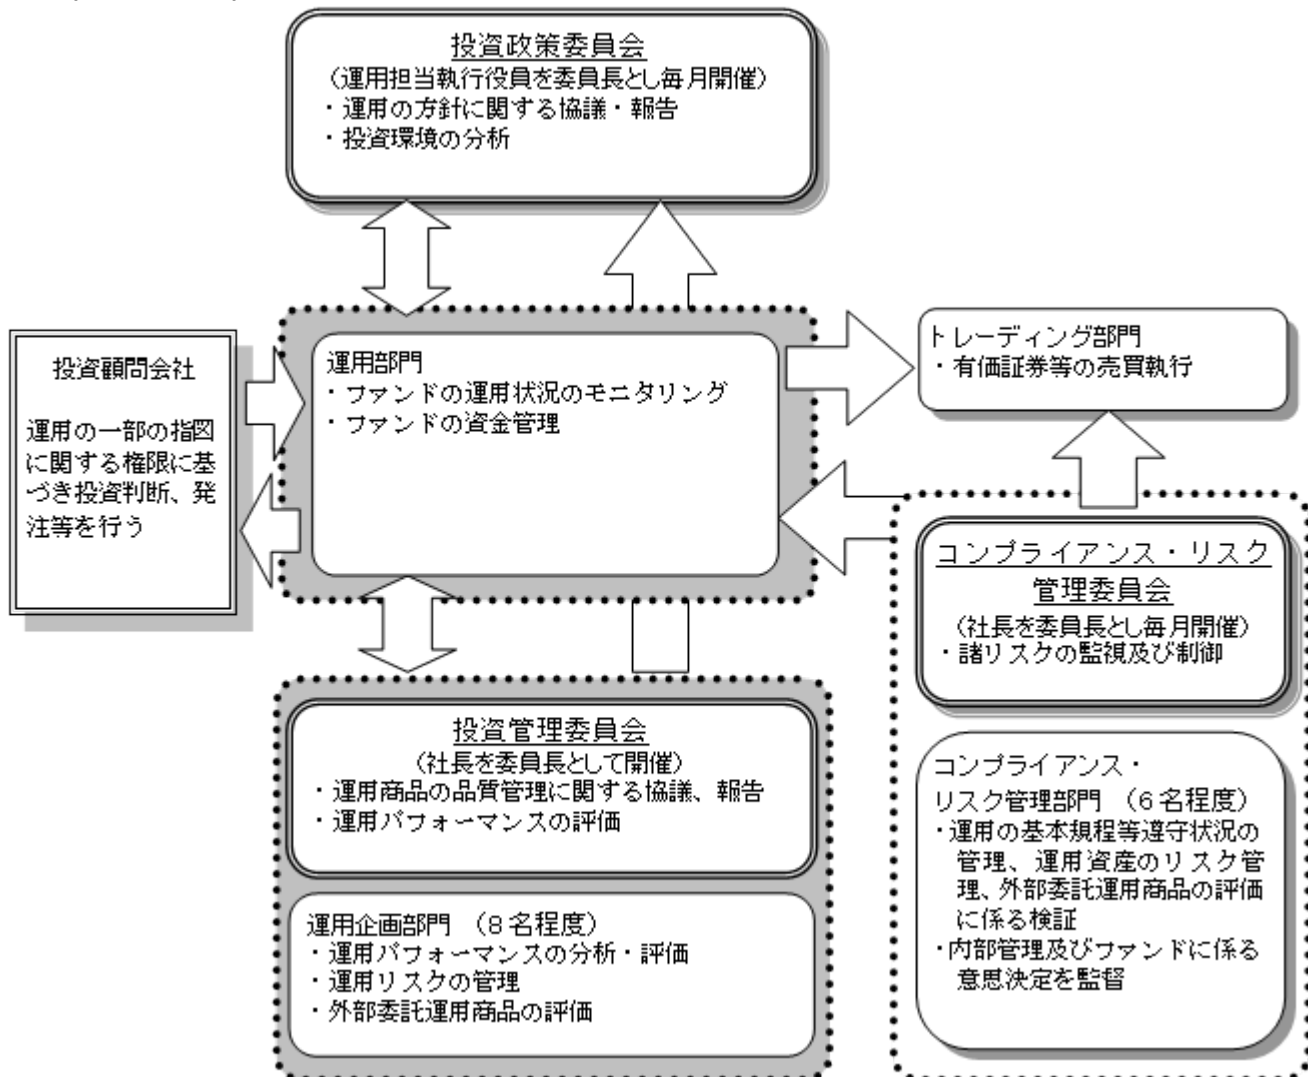 投資政策委員会
（運用担当執行役員を委員長とし毎月開催）
・運用の方針に関する協議・報告
・投資環境の分析
投資顧問会社
運用の一部の指図
に関する権限に基
づき投資判断、発
注等を行う
運用部門
・ファンドの運用状況のモニタリング
・ファンドの資金管理
トレーディング部門
・有価証券等の売買執行
コンプライアンス・リスク
管理委員会
（社長を委員長とし毎月開催）
・諸リスクの監視及び制御
投資管理委員会
（社長を委員長として開催）
・運用商品の品質管理に関する協議、報告
・運用パフォーマンスの評価
運用企画部門　（８名程度）
・運用パフォーマンスの分析・評価
・運用リスクの管理
・外部委託運用商品の評価
コンプライアンス・
リスク管理部門　（６名程度）
・運用の基本規程等遵守状況の
管理、運用資産のリスク管
理、外部委託運用商品の評価
に係る検証
・内部管理及びファンドに係る
意思決定を監督